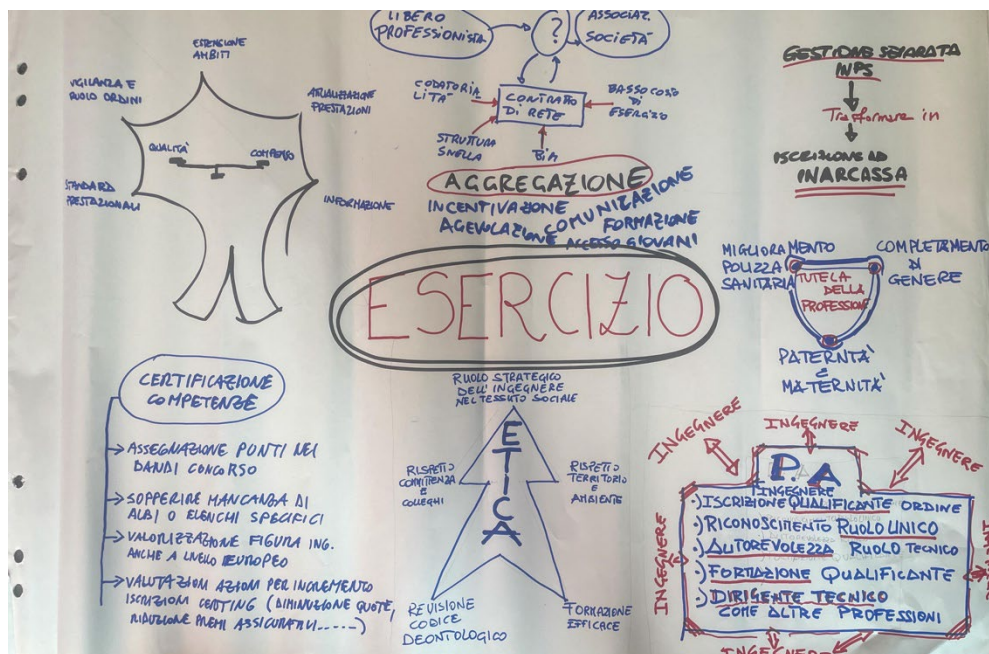 ESTENSIONE
AMBITI
VIGILANZA E
RUOLO ORDINI
ATTUALIZZAZIONE
PRESTAZIONI
QUALITÀ
COMPENSO
STANDARD
PRESTAZIONALI
INFORMAZIONE
LIBERO
PROFESSIONISTA
?
ASSOCIAZ.
SOCIETÀ
CODATORIA
LITÀ
CONTRATTO
DI RETE
BASSO COSTO
DI
ESERCIZIO
STRUTTURA
SNELLA
BIM
AGGREGAZIONE
INCENTIVAZIONE
COMUNICAZIONE
AGEVOLAZIONE
FORMAZIONE
ACCESSO GIOVANI
GESTIONE SEPARATA
INPS
Trasformare in
ISCRIZIONE AD
INARCASSA
ESERCIZIO
MIGLIORAMENTO
POLIZZA
SANITARIA
COMPLETAMENTO
DI
GENERE
TUTELA
DELLA
PROFESSIONE
PATERNITÀ
E
MATERNITÀ
CERTIFICAZIONE
COMPETENZE
ASSEGNAZIONE PUNTI NEI
BANDI CONCORSO
SOPPERIRE MANCANZA DI
ALBI O ELENCHI SPECIFICI
VALORIZZAZIONE FIGURA ING.
ANCHE A LIVELLO EUROPEO
VALUTAZIONI AZIONI PER INCREMENTO
ISCRIZIONI CERTING (DIMINUZIONE QUOTE,
RIDUZIONE PREMI ASSICURATIVI......)
RUOLO STRATEGICO
DELL'INGEGNERE
NEL TESSUTO SOCIALE
ETICA
RISPETTO
COMMITTENZA
E
COLLEGHI
RISPETTO
TERRITORIO
E
AMBIENTE
REVISIONE
CODICE
DEONTOLOGICO
FORMAZIONE
EFFICACE
INGEGNERE
INGEGNERE
INGEGNERE
P.A
INGEGNERE
·) ISCRIZIONE QUALIFICANTE ORDINE
·) RICONOSCIMENTO RUOLO UNICO
·) AUTOREVOLEZZA RUOLO TECNICO
·) FORMAZIONE QUALIFICANTE
·) DIRIGENTE TECNICO
COME ALTRE PROFESSIONI
INGEGNERE
INGEGNERE